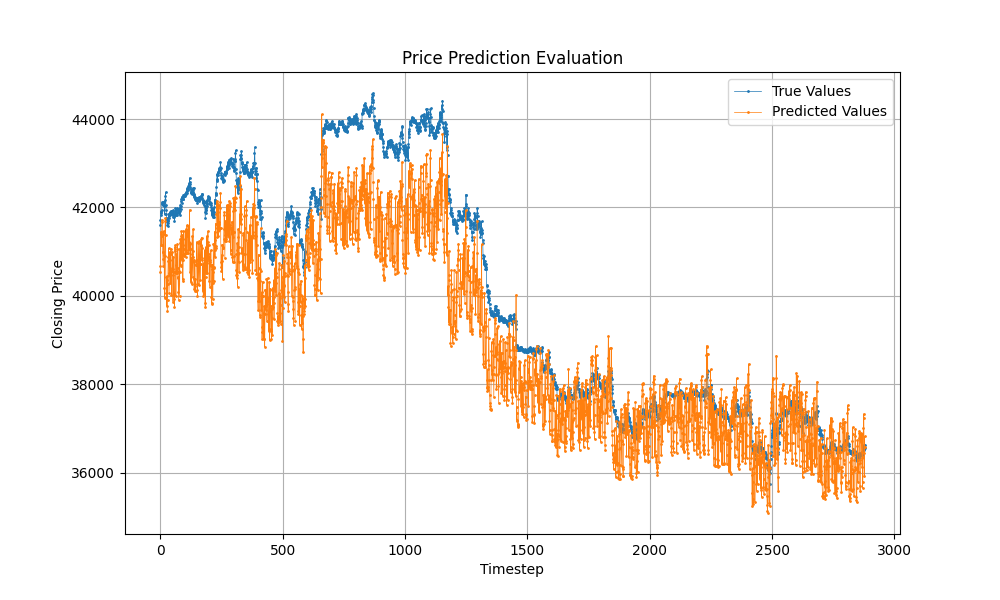 Price Prediction Evaluation
True Values
Predicted Values
Closing Price
44000
42000
40000
38000
36000
0 500 1000 1500 2000 2500 3000
Timestep